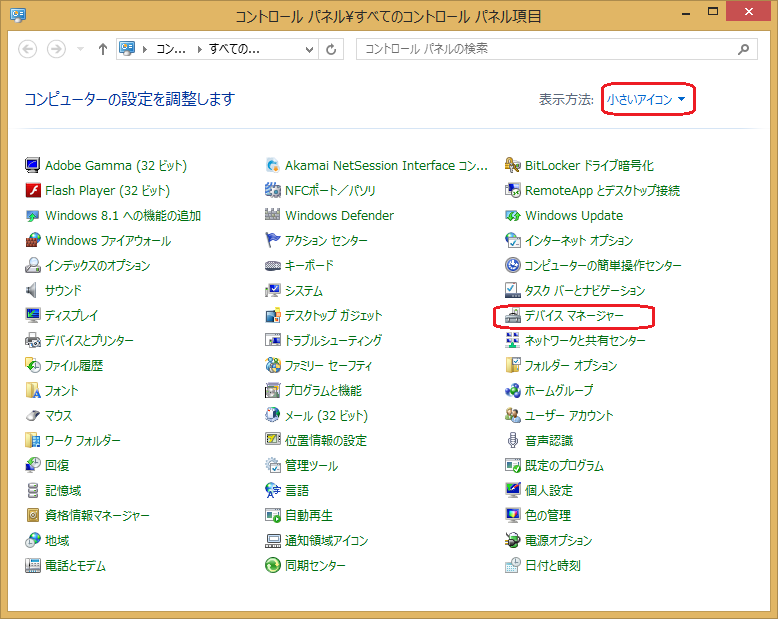 コントロール パネル¥すべてのコントロール パネル項目
コン... すべての... コントロール パネルの検索
コンピューターの設定を調整します 表示方法: 小さいアイコン
Adobe Gamma (32 ビット) Akamai NetSession Interface コン... BitLocker ドライブ暗号化
Flash Player (32 ビット) NFCポート／パソリ RemoteApp とデスクトップ接続
Windows 8.1 への機能の追加 Windows Defender Windows Update
Windows ファイアウォール アクション センター インターネット オプション
インデックスのオプション キーボード コンピューターの簡単操作センター
サウンド システム タスク バーとナビゲーション
ディスプレイ デスクトップ ガジェット デバイス マネージャー
デバイスとプリンター トラブルシューティング ネットワークと共有センター
ファイル履歴 ファミリー セーフティ フォルダー オプション
フォント プログラムと機能 ホームグループ
マウス メール (32 ビット) ユーザー アカウント
ワーク フォルダー 位置情報の設定 音声認識
回復 管理ツール 既定のプログラム
記憶域 言語 個人設定
資格情報マネージャー 自動再生 色の管理
地域 通知領域アイコン 電源オプション
電話とモデム 同期センター 日付と時刻